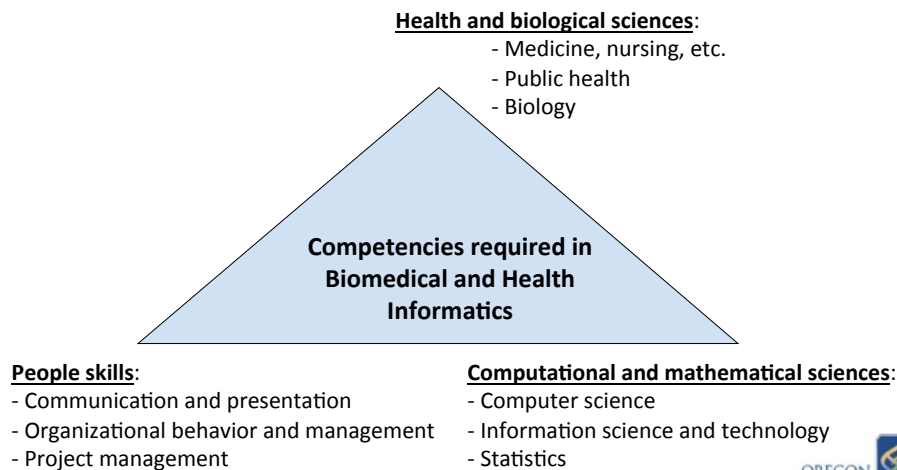 Health and biological sciences:
- Medicine, nursing, etc.
- Public health
- Biology
Competencies required in
Biomedical and Health
Informatics
People skills:
- Communication and presentation
- Organizational behavior and management
- Project management
Computational and mathematical sciences:
- Computer science
- Information science and technology
- Statistics
OREGON